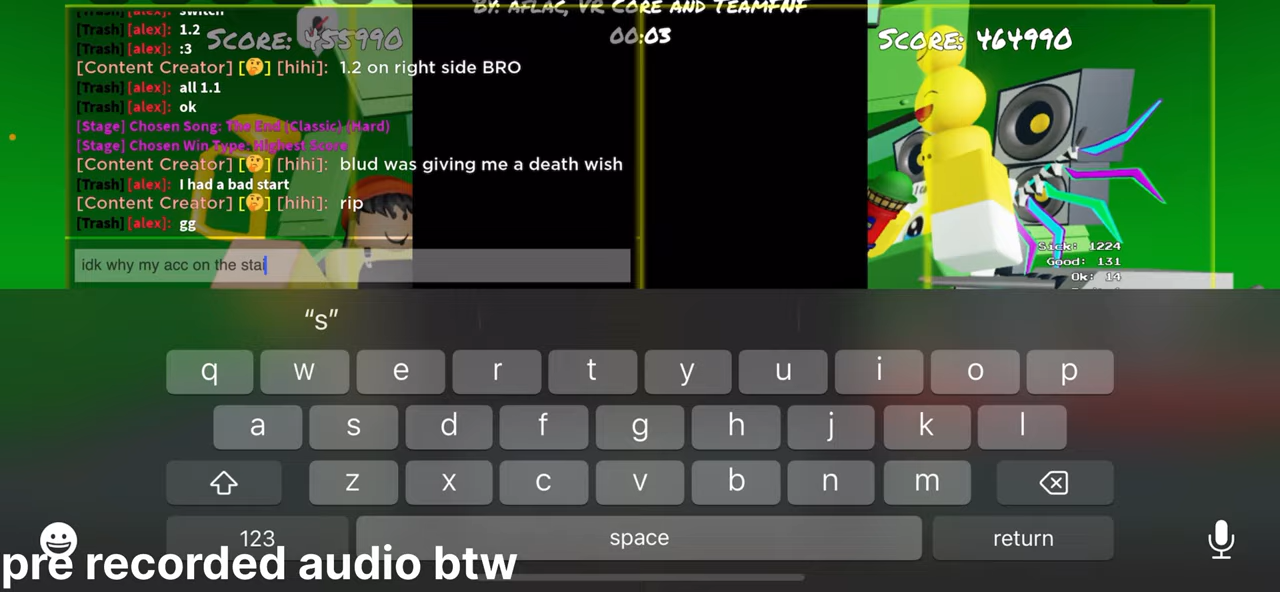 BY: AFLAC, VR CORE AND TEAMFNF
00:03
SCORE: 455990
SCORE: 464990
[Trash] [alex]: switch
[Trash] [alex]: 1.2
[Trash] [alex]: :3
[Content Creator] [🤔] [hihi]: 1.2 on right side BRO
[Trash] [alex]: all 1.1
[Trash] [alex]: ok
[Stage] Chosen Song: The End (Classic) (Hard)
[Stage] Chosen Win Type: Highest Score
[Content Creator] [🤔] [hihi]: blud was giving me a death wish
[Trash] [alex]: I had a bad start
[Content Creator] [🤔] [hihi]: rip
[Trash] [alex]: gg
idk why my acc on the stai
Sick: 1224
Good: 131
Ok: 14
“s”
q w e r t y u i o p
a s d f g h j k l
z x c v b n m
123 space return
pre recorded audio btw